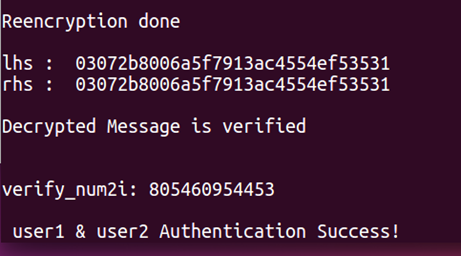 Reencryption done
lhs :  03072b8006a5f7913ac4554ef53531
rhs :  03072b8006a5f7913ac4554ef53531
Decrypted Message is verified
verify_num2i: 805460954453
user1 & user2 Authentication Success!